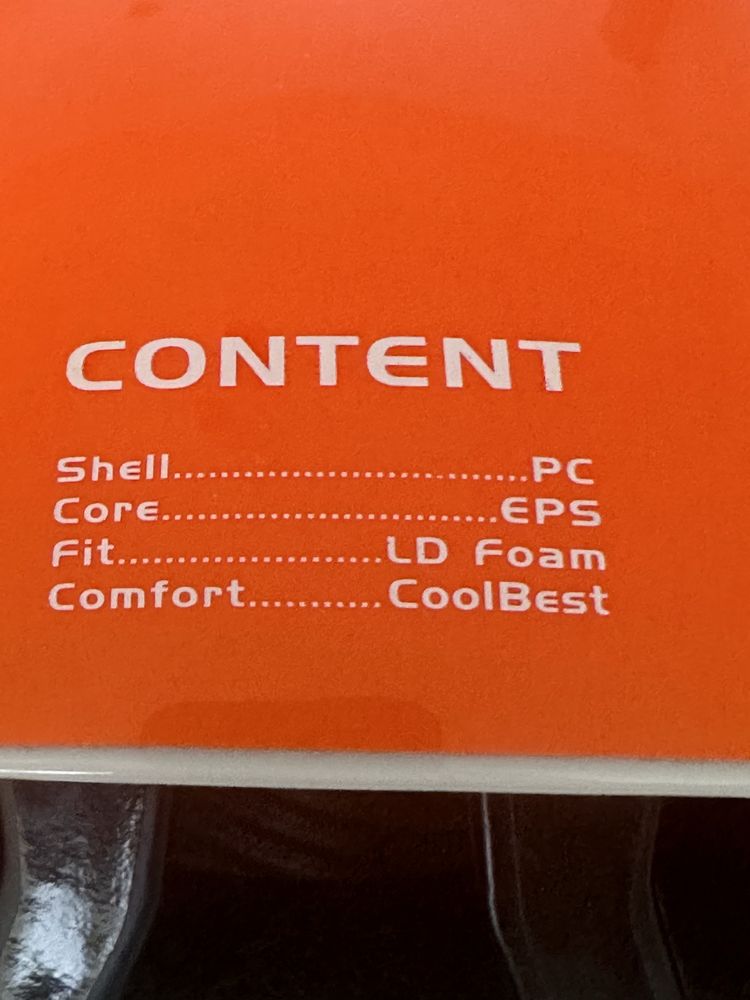 CONTENT
Shell..............................PC
Core.............................EPS
Fit.......................LD Foam
Comfort............CoolBest